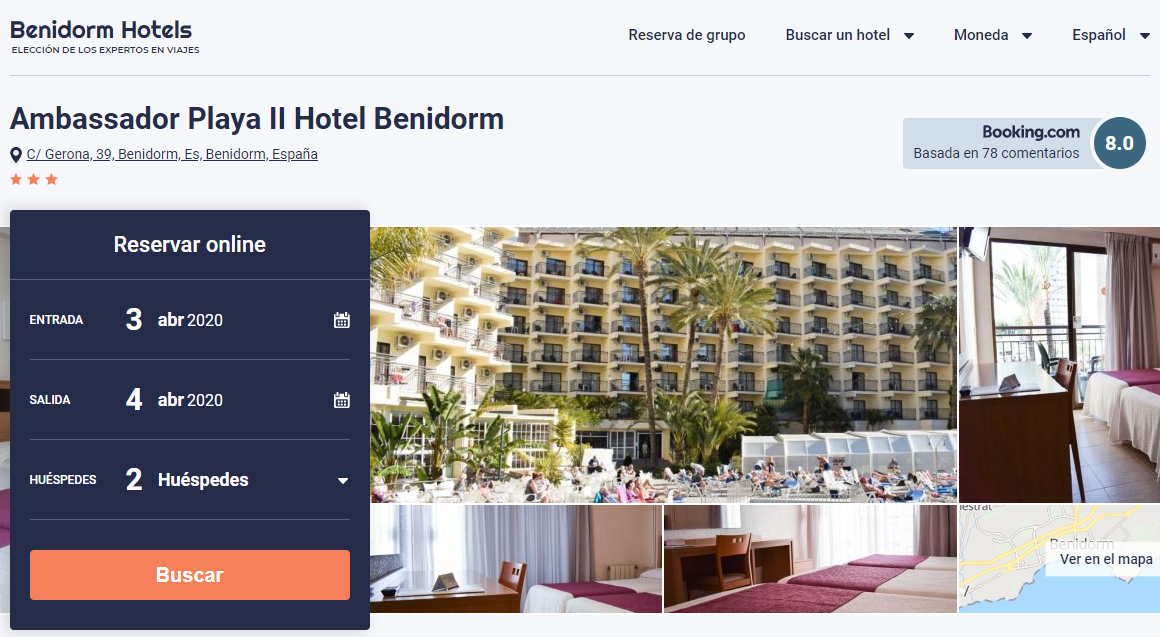 Benidorm Hotels
ELECCIÓN DE LOS EXPERTOS EN VIAJES
Reserva de grupo Buscar un hotel Moneda Español
Ambassador Playa II Hotel Benidorm
C/ Gerona, 39, Benidorm, Es, Benidorm, España
Booking.com
Basada en 78 comentarios
8.0
Reservar online
ENTRADA 3 abr 2020
SALIDA 4 abr 2020
HUÉSPEDES 2 Huéspedes
Buscar
nestrat
Benidorm
Ver en el mapa